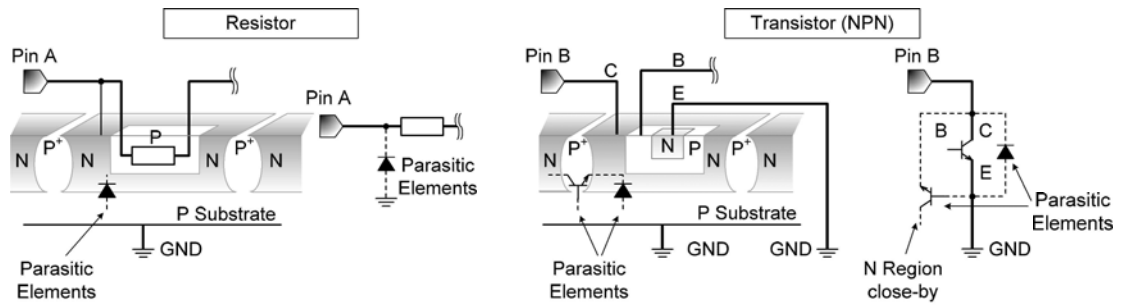 Resistor
Pin A
N
P+
N
P
N
P+
N
Parasitic
Elements
P Substrate
GND
Pin A
Parasitic
Elements
Transistor (NPN)
Pin B
C
B
E
N
P+
N
N
P
N
P+
N
P Substrate
GND
GND
Parasitic
Elements
Pin B
B
C
E
Parasitic
Elements
GND
N Region
close-by